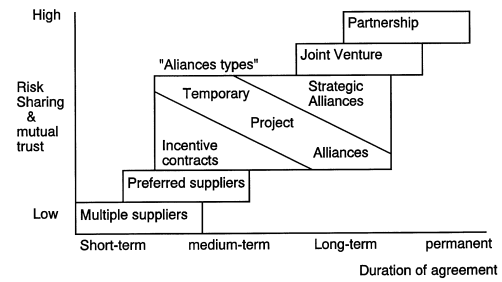 High
Partnership
Joint Venture
"Aliances types"
Risk
Sharing
&
mutual
trust
Temporary
Strategic
Alliances
Project
Alliances
Incentive
contracts
Preferred suppliers
Low
Multiple suppliers
Short-term medium-term Long-term permanent
Duration of agreement